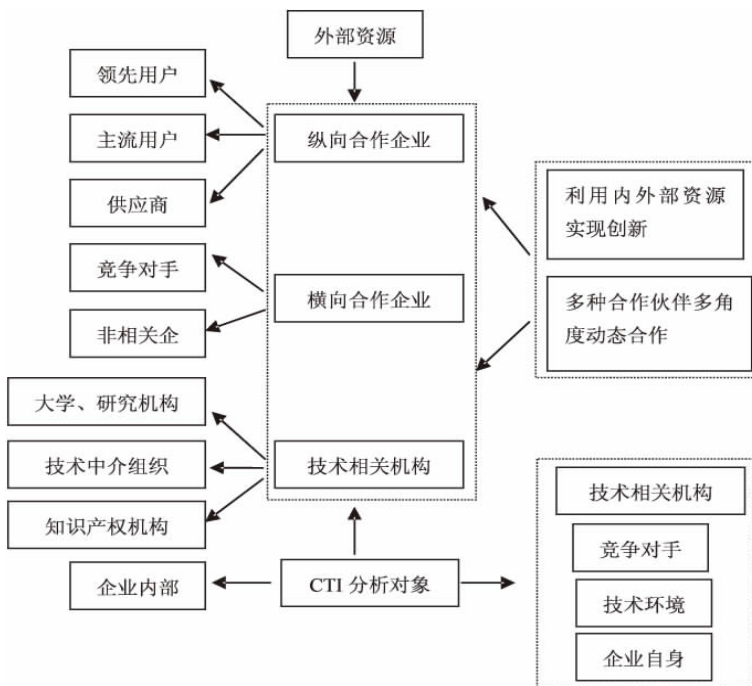 外部资源
领先用户
主流用户
纵向合作企业
供应商
利用内外部资源
实现创新
竞争对手
横向合作企业
多种合作伙伴多角
度动态合作
非相关企
大学、研究机构
技术中介组织
技术相关机构
技术相关机构
知识产权机构
竞争对手
企业内部
CTI 分析对象
技术环境
企业自身